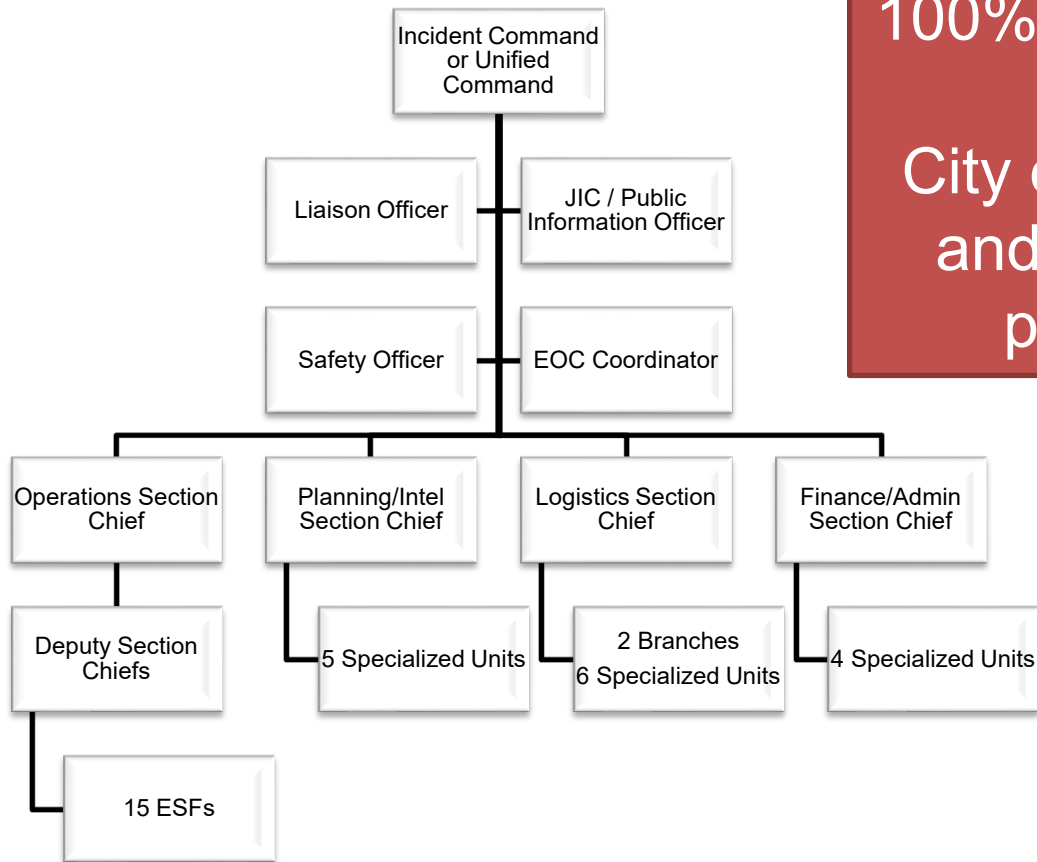 Incident Command
or Unified
Command
100%
City
and
Liaison Officer
JIC / Public
Information Officer
Safety Officer
EOC Coordinator
Operations Section
Chief
Planning/Intel
Section Chief
Logistics Section
Chief
Finance/Admin
Section Chief
Deputy Section
Chiefs
5 Specialized Units
2 Branches
6 Specialized Units
4 Specialized Units
15 ESFs